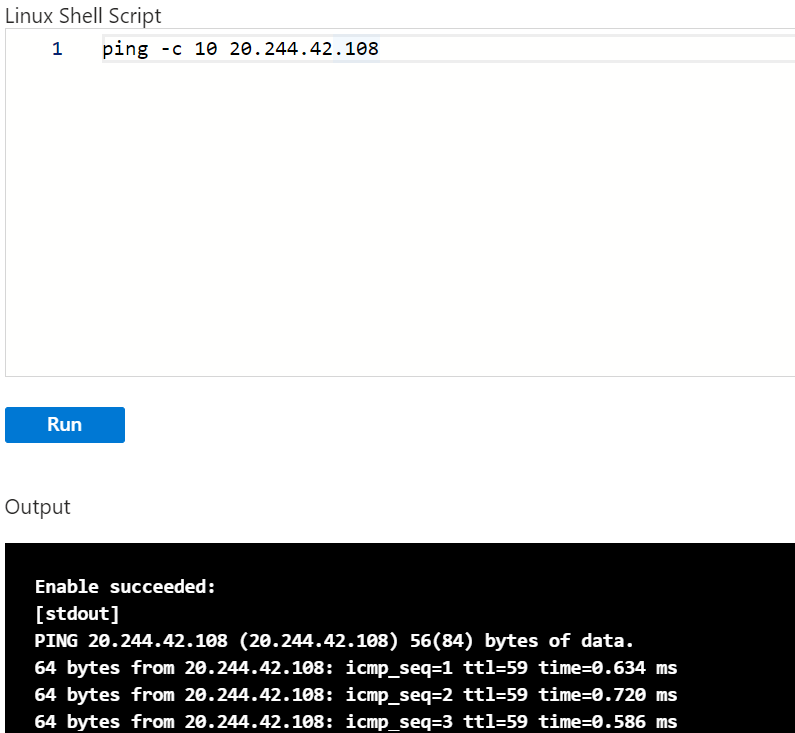 Linux Shell Script
1 ping -c 10 20.244.42.108
Run
Output
Enable succeeded:
[stdout]
PING 20.244.42.108 (20.244.42.108) 56(84) bytes of data.
64 bytes from 20.244.42.108: icmp_seq=1 ttl=59 time=0.634 ms
64 bytes from 20.244.42.108: icmp_seq=2 ttl=59 time=0.720 ms
64 bytes from 20.244.42.108: icmp_seq=3 ttl=59 time=0.586 ms